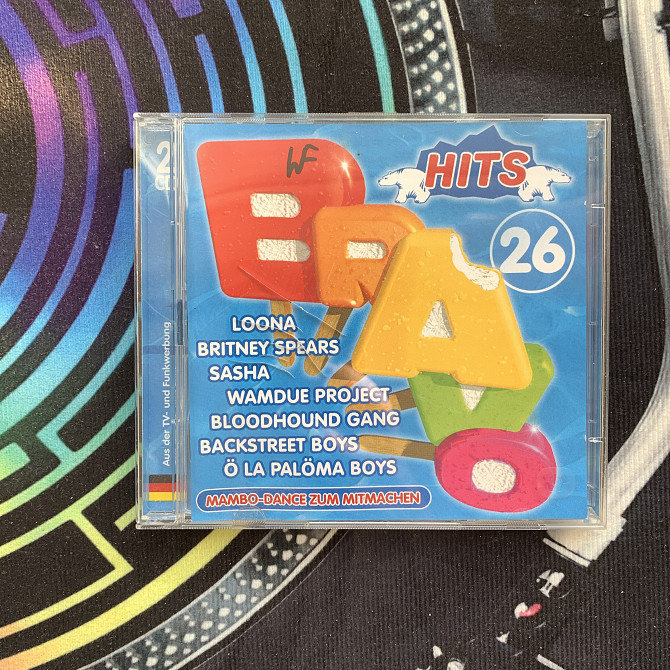 2
CD
WF
BRAVO
HITS
26
LOONA
BRITNEY SPEARS
SASHA
WAMDUE PROJECT
BLOODHOUND GANG
BACKSTREET BOYS
Ö LA PALÖMA BOYS
MAMBO-DANCE ZUM MITMACHEN
Aus der TV- und Funkwerbung